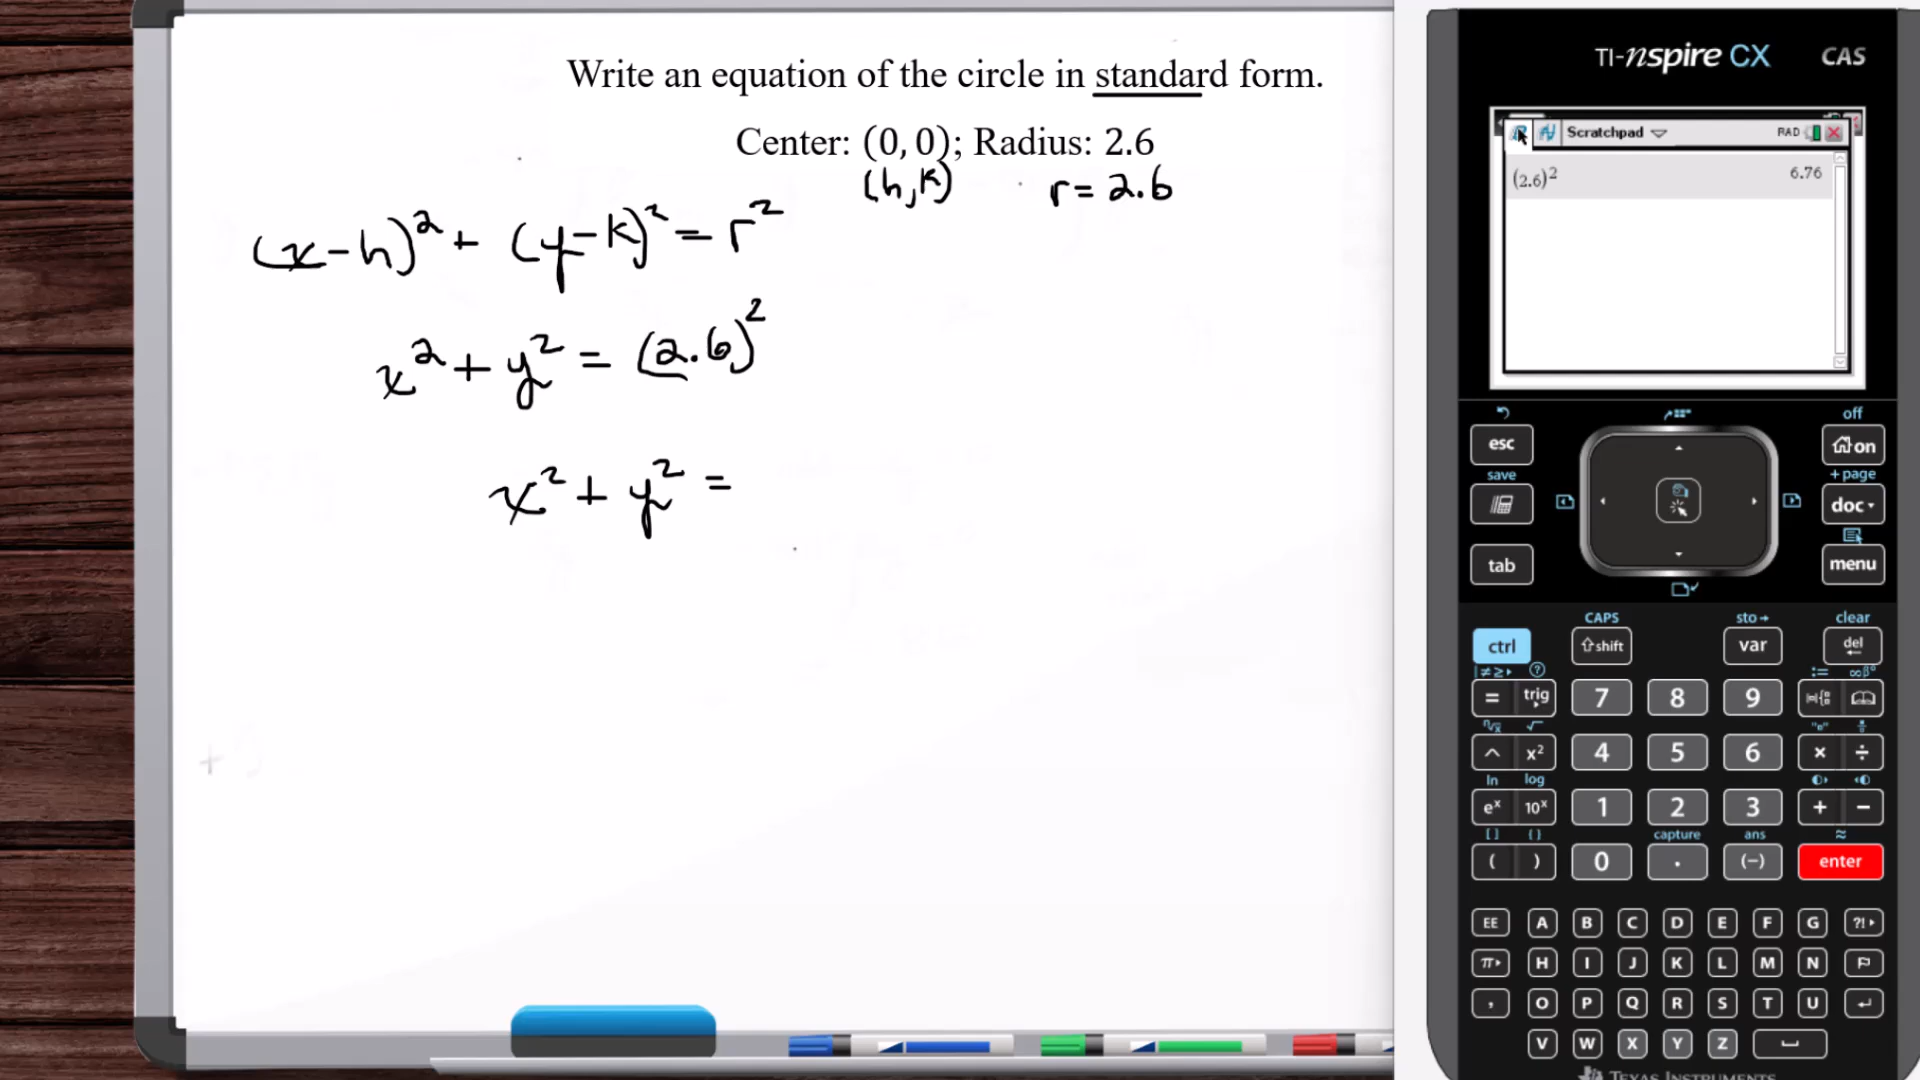 Write an equation of the circle in standard form.
Center: (0, 0); Radius: 2.6
(h,k) r = 2.6
(x-h)² + (y-k)² = r²
x² + y² = (2.6)²
x² + y² =
TI-nspire CX CAS
Scratchpad RAD
(2.6)² 6.76
off
esc on
save + page
doc
tab menu
CAPS sto→ clear
ctrl shift var del
|≠≥▸ ? := ∞β°
= trig 7 8 9
ⁿ√x √ "∘"
^ x² 4 5 6 × ÷
ln log
eˣ 10ˣ 1 2 3 + −
[ ] { } capture ans ≈
( ) 0 . (−) enter
EE A B C D E F G ?!▸
π▸ H I J K L M N
, O P Q R S T U ↵
V W X Y Z
TEXAS INSTRUMENTS